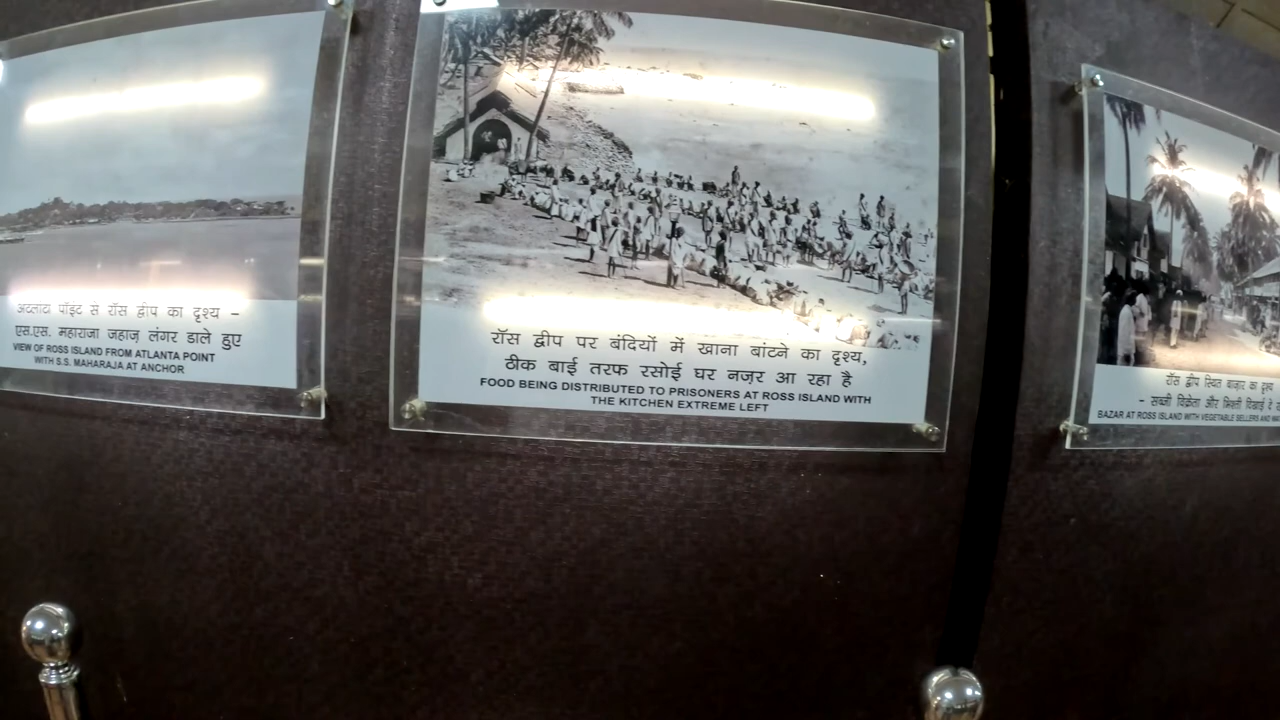 अटलांटा पॉइंट से रॉस द्वीप का दृश्य –
एस.एस. महाराजा जहाज़ लंगर डाले हुए
VIEW OF ROSS ISLAND FROM ATLANTA POINT
WITH S.S. MAHARAJA AT ANCHOR
रॉस द्वीप पर बंदियों में खाना बांटने का दृश्य,
ठीक बाई तरफ रसोई घर नज़र आ रहा है
FOOD BEING DISTRIBUTED TO PRISONERS AT ROSS ISLAND WITH
THE KITCHEN EXTREME LEFT
रॉस द्वीप स्थित बाज़ार का दृश्य
- सब्जी विक्रेता और भिश्ती दिखाई दे
BAZAR AT ROSS ISLAND WITH VEGETABLE SELLERS AND